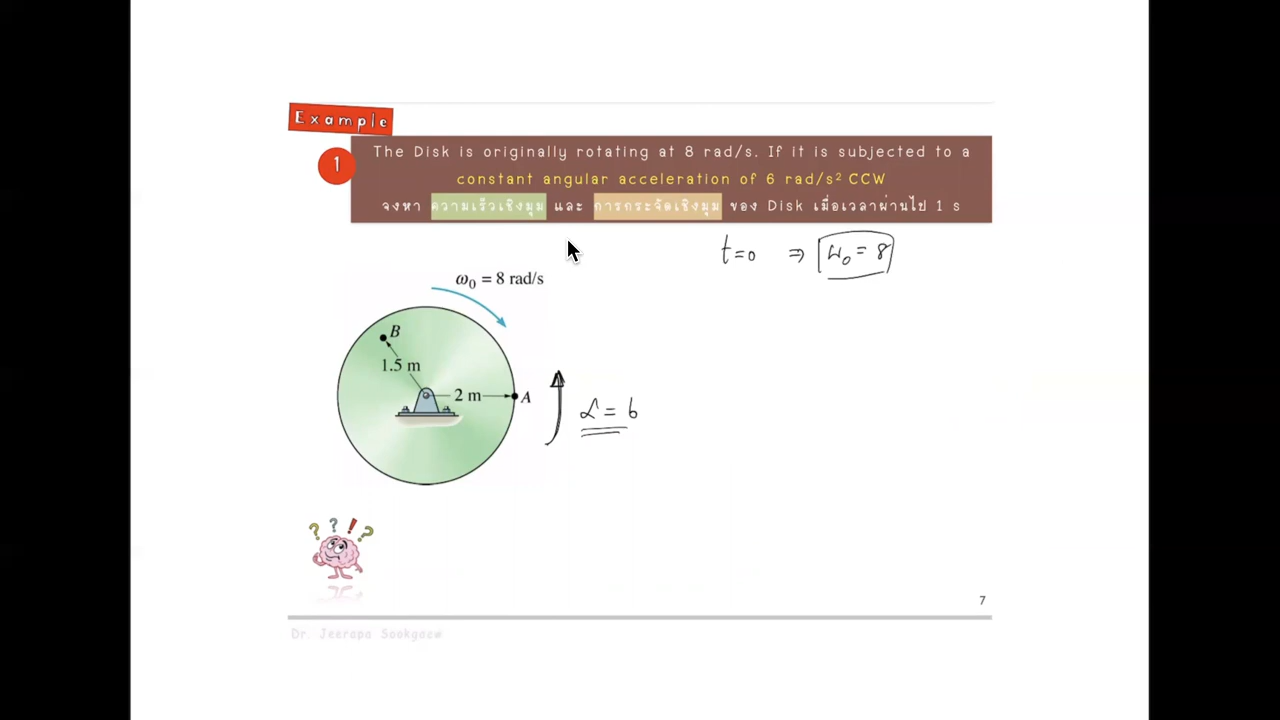 Example
1
The Disk is originally rotating at 8 rad/s. If it is subjected to a
constant angular acceleration of 6 rad/s² CCW
จงหา ความเร็วเชิงมุม และ การกระจัดเชิงมุม ของ Disk เมื่อเวลาผ่านไป 1 s
t=0 ⇒ ω₀ = 8
ω₀ = 8 rad/s
B
1.5 m
2 m
A
α = 6
? ? ! ?
7
Dr. Jeerapa Sookgaew